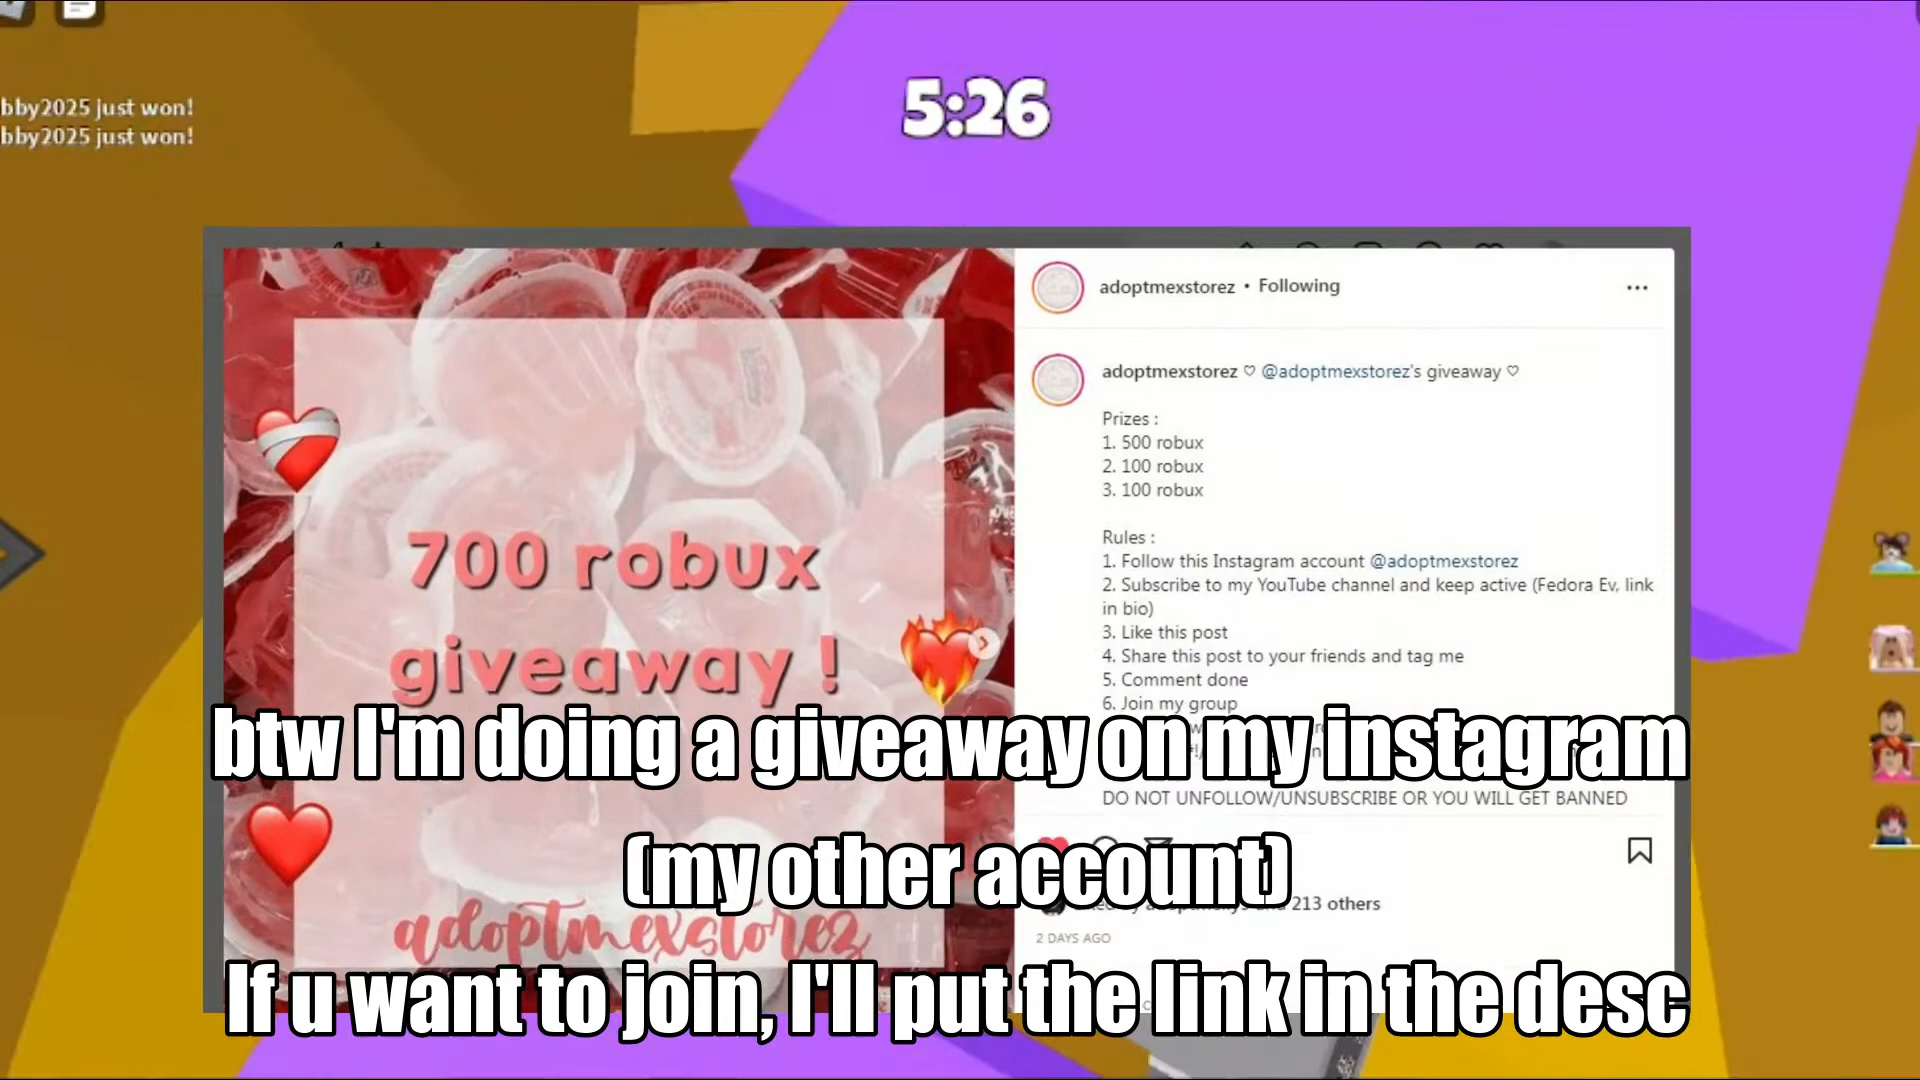 bby2025 just won!
bby2025 just won!
5:26
adoptmexstorez • Following
adoptmexstorez ♡ @adoptmexstorez's giveaway ♡
Prizes :
1. 500 robux
2. 100 robux
3. 100 robux
Rules :
1. Follow this Instagram account @adoptmexstorez
2. Subscribe to my YouTube channel and keep active (Fedora Ev, link
in bio)
3. Like this post
4. Share this post to your friends and tag me
5. Comment done
6. Join my group
DO NOT UNFOLLOW/UNSUBSCRIBE OR YOU WILL GET BANNED
213 others
2 DAYS AGO
700 robux
giveaway !
adoptmexstorez
btw I'm doing a giveaway on my instagram
(my other account)
If u want to join, I'll put the link in the desc